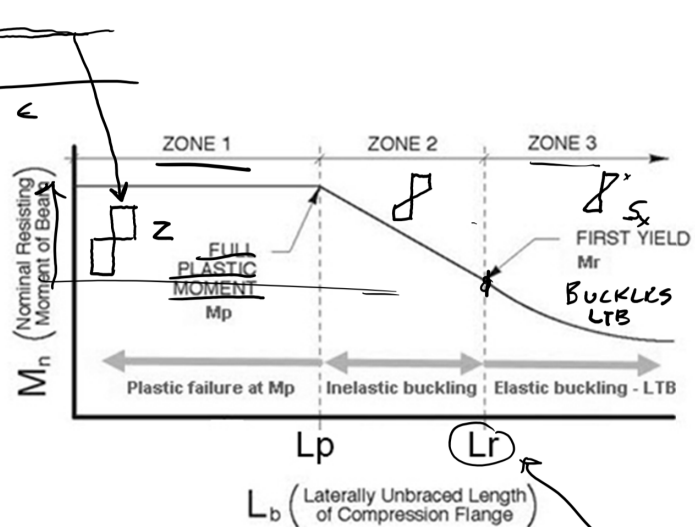 ϵ
ZONE 1
ZONE 2
ZONE 3
Mn (Nominal Resisting
Moment of Beam)
Z
Sx
FULL
PLASTIC
MOMENT
Mp
FIRST YIELD
Mr
BUCKLES
LTB
Plastic failure at Mp
Inelastic buckling
Elastic buckling - LTB
Lp
Lr
Lb (Laterally Unbraced Length
of Compression Flange)